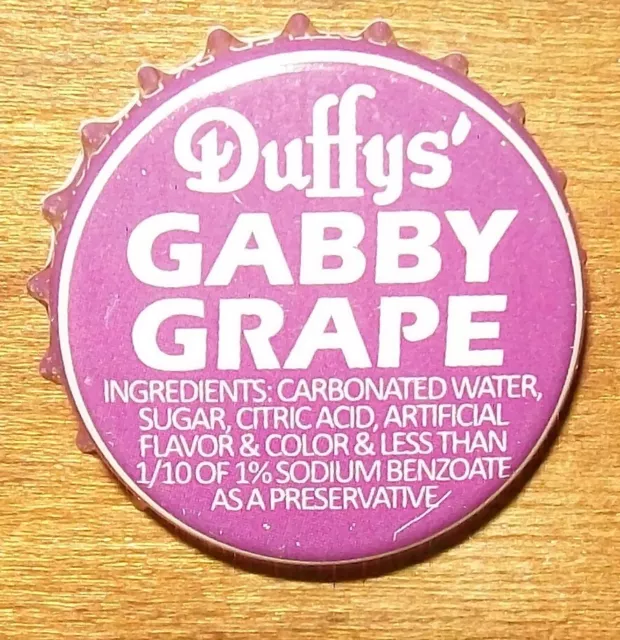 Duffys'
GABBY
GRAPE
INGREDIENTS: CARBONATED WATER,
SUGAR, CITRIC ACID, ARTIFICIAL
FLAVOR & COLOR & LESS THAN
1/10 OF 1% SODIUM BENZOATE
AS A PRESERVATIVE